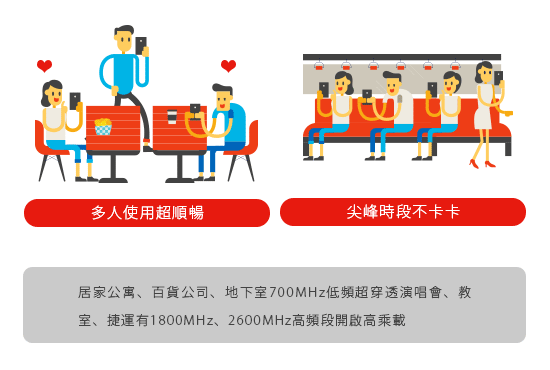 多人使用超順暢
尖峰時段不卡卡
居家公寓、百貨公司、地下室700MHz低頻超穿透演唱會、教
室、捷運有1800MHz、2600MHz高頻段開啟高乘載